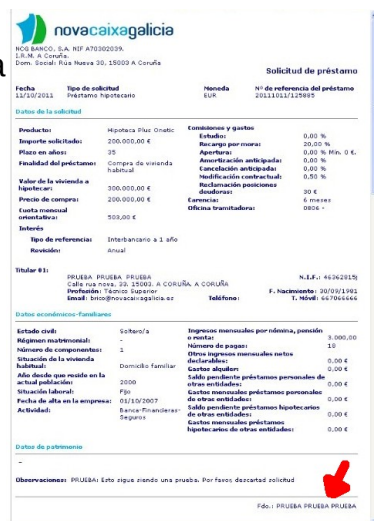 novacaixagalicia
NCG BANCO, S.A. NIF A70302039.
I.R.M. A Coruña.
Dom. Social: Rúa Nueva 30, 15003 A Coruña
a
Solicitud de préstamo
Fecha Tipo de solicitud Moneda Nº de referencia del préstamo
11/10/2011 Préstamo hipotecario EUR 20111011/125885
Datos de la solicitud
Producto: Hipoteca Plus Onetic
Importe solicitado: 200.000,00 €
Plazo en años: 35
Finalidad del préstamo: Compra de vivienda
habitual
Valor de la vivienda a
hipotecar: 300.000,00 €
Precio de compra: 200.000,00 €
Cuota mensual
orientativa: 503,00 €
Interés
Tipo de referencia: Interbancario a 1 año
Revisión: Anual
Comisiones y gastos
Estudio: 0,00 %
Recargo por mora: 20,00 %
Apertura: 0,00 % Min. 0 €.
Amortización anticipada: 0,00 %
Cancelación anticipada: 0,00 %
Modificación contractual: 0,50 %
Reclamación posiciones
deudoras: 30 €
Carencia: 6 meses
Oficina tramitadora: 0806 -
Titular 01:
PRUEBA PRUEBA PRUEBA N.I.F.: 46362815J
Calle rua nova, 33. 15003. A CORUÑA. A CORUÑA
Profesión: Técnico Superior F. Nacimiento: 30/09/1981
Email: brico@novacaixagalicia.es Teléfono: T. Móvil: 667066666
Datos económicos-familiares
Estado civil: Soltero/a
Régimen matrimonial: -
Número de componentes: 1
Situación de la vivienda
habitual: Domicilio familiar
Año desde que reside en la
actual población: 2000
Situación laboral: Fijo
Fecha de alta en la empresa: 01/10/2007
Actividad: Banca-Financieras-
Seguros
Ingresos mensuales por nómina, pensión
o renta: 3.000,00
Número de pagas: 18
Otros ingresos mensuales netos
declarables: 0,00 €
Gastos alquiler: 0,00 €
Saldo pendiente préstamos personales de
otras entidades: 0,00 €
Gastos mensuales préstamos personales
de otras entidades: 0,00 €
Saldo pendiente préstamos hipotecarios
de otras entidades: 0,00 €
Gastos mensuales préstamos
hipotecarios de otras entidades: 0,00 €
Datos de patrimonio
-
Observaciones: PRUEBA: Esto sigue siendo una prueba. Por favor, descartad solicitud
Fdo.: PRUEBA PRUEBA PRUEBA